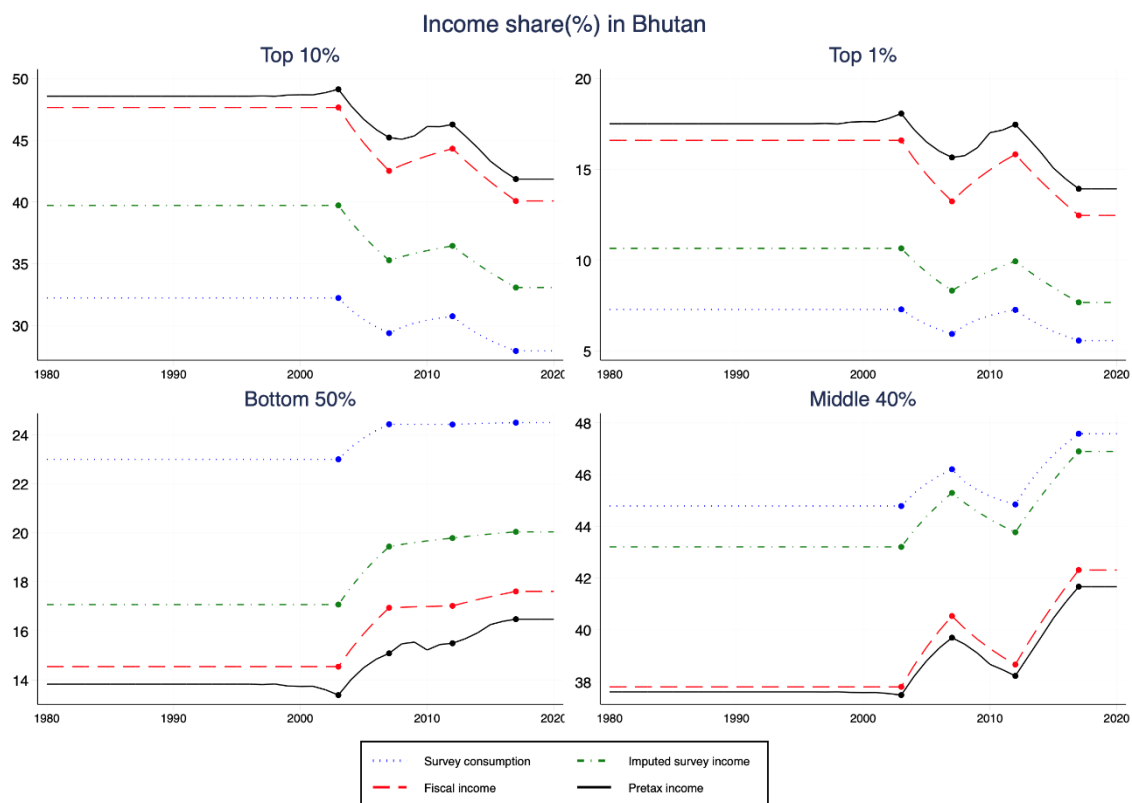 Income share(%) in Bhutan
Top 10%
50
45
40
35
30
1980 1990 2000 2010 2020
Top 1%
20
15
10
5
1980 1990 2000 2010 2020
Bottom 50%
24
22
20
18
16
14
1980 1990 2000 2010 2020
Middle 40%
48
46
44
42
40
38
1980 1990 2000 2010 2020
Survey consumption Imputed survey income
Fiscal income Pretax income